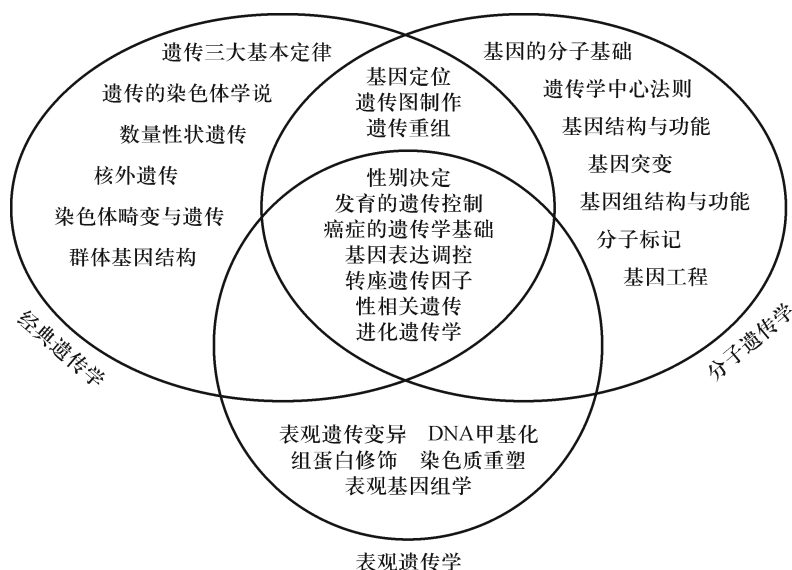 遗传三大基本定律
遗传的染色体学说
数量性状遗传
核外遗传
染色体畸变与遗传
群体基因结构
经典遗传学
基因定位
遗传图制作
遗传重组
基因的分子基础
遗传学中心法则
基因结构与功能
基因突变
基因组结构与功能
分子标记
基因工程
分子遗传学
性别决定
发育的遗传控制
癌症的遗传学基础
基因表达调控
转座遗传因子
性相关遗传
进化遗传学
表观遗传变异 DNA甲基化
组蛋白修饰 染色质重塑
表观基因组学
表观遗传学